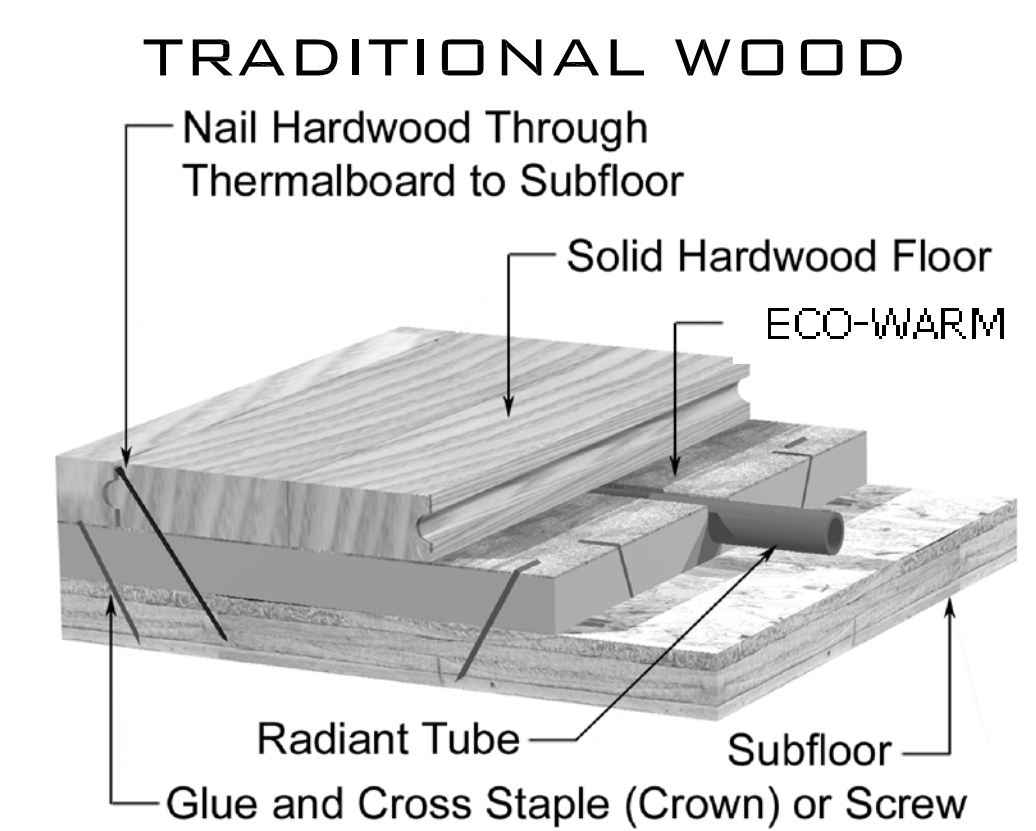 TRADITIONAL WOOD
Nail Hardwood Through
Thermalboard to Subfloor
Solid Hardwood Floor
ECO-WARM
Radiant Tube
Subfloor
Glue and Cross Staple (Crown) or Screw